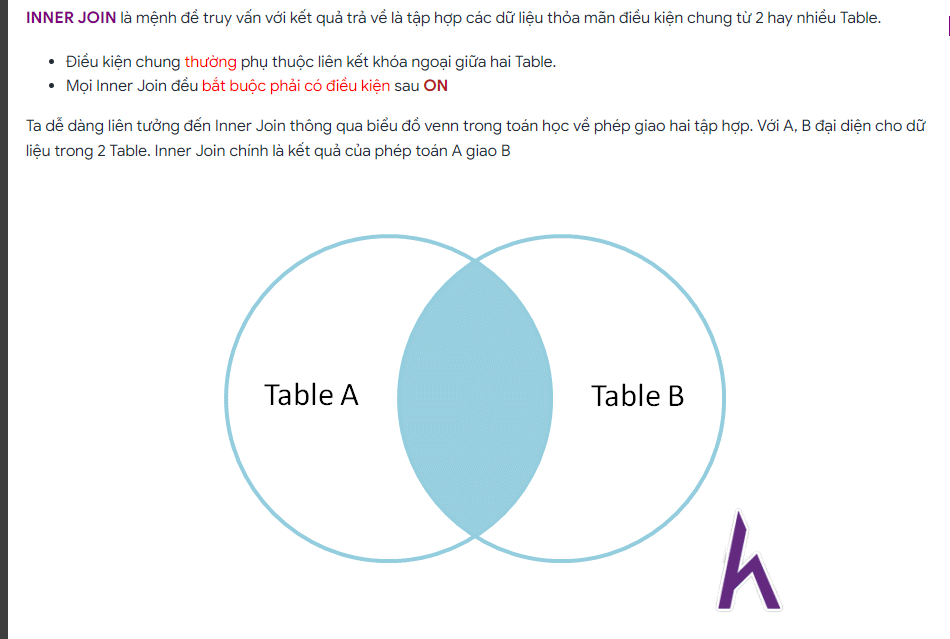 INNER JOIN là mệnh đề truy vấn với kết quả trả về là tập hợp các dữ liệu thỏa mãn điều kiện chung từ 2 hay nhiều Table.
Điều kiện chung thường phụ thuộc liên kết khóa ngoại giữa hai Table.
Mọi Inner Join đều bắt buộc phải có điều kiện sau ON
Ta dễ dàng liên tưởng đến Inner Join thông qua biểu đồ venn trong toán học về phép giao hai tập hợp. Với A, B đại diện cho dữ
liệu trong 2 Table. Inner Join chính là kết quả của phép toán A giao B
Table A
Table B